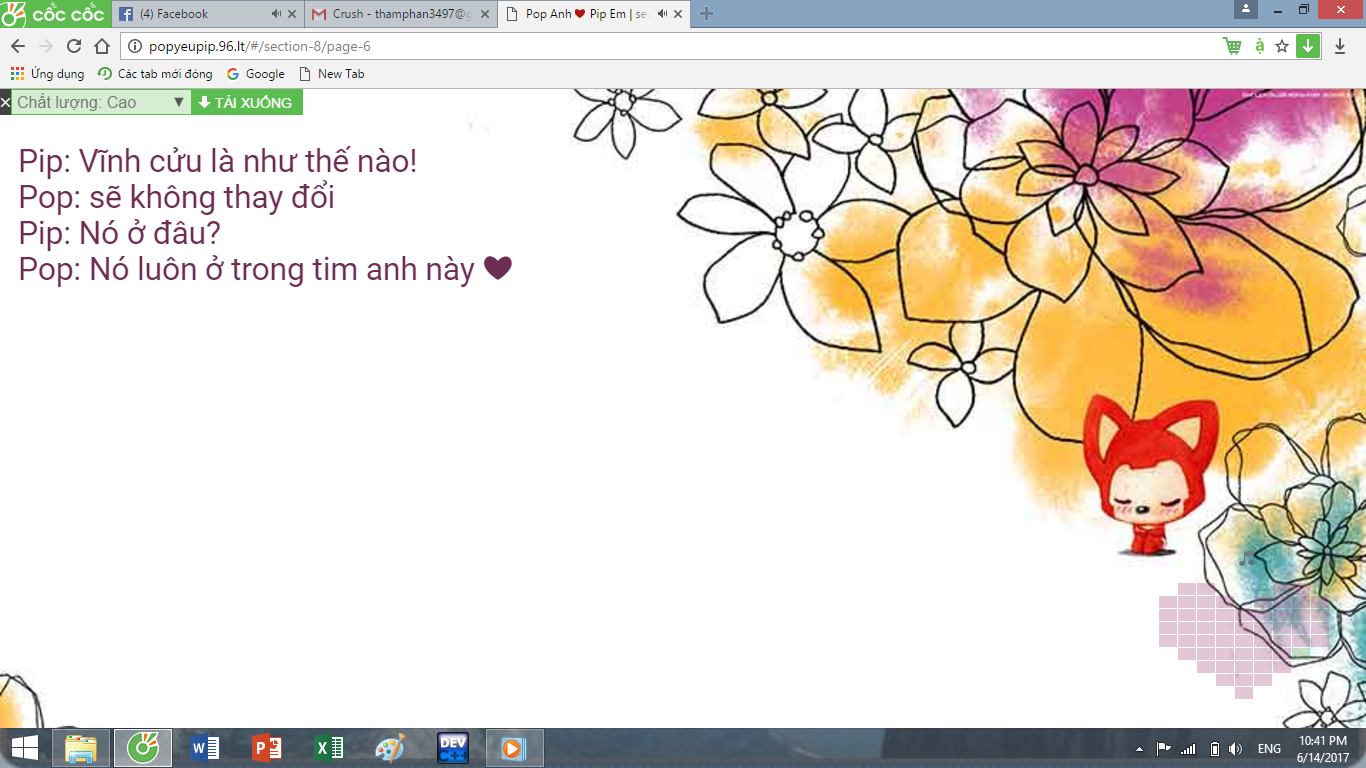 cốc cốc
(4) Facebook
Crush - thamphan3497@g
Pop Anh ❤ Pip Em | se
popyeupip.96.lt/#/section-8/page-6
Ứng dụng
Các tab mới đóng
Google
New Tab
Chất lượng: Cao
TẢI XUỐNG
Pip: Vĩnh cửu là như thế nào!
Pop: sẽ không thay đổi
Pip: Nó ở đâu?
Pop: Nó luôn ở trong tim anh này ♥
DEV
C++
ENG
10:41 PM
6/14/2017